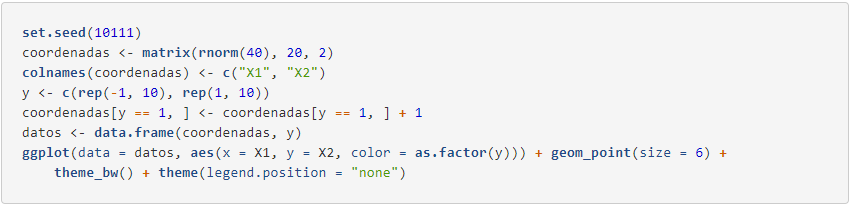 set.seed(10111)
coordenadas <- matrix(rnorm(40), 20, 2)
colnames(coordenadas) <- c("X1", "X2")
y <- c(rep(-1, 10), rep(1, 10))
coordenadas[y == 1, ] <- coordenadas[y == 1, ] + 1
datos <- data.frame(coordenadas, y)
ggplot(data = datos, aes(x = X1, y = X2, color = as.factor(y))) + geom_point(size = 6) +
    theme_bw() + theme(legend.position = "none")